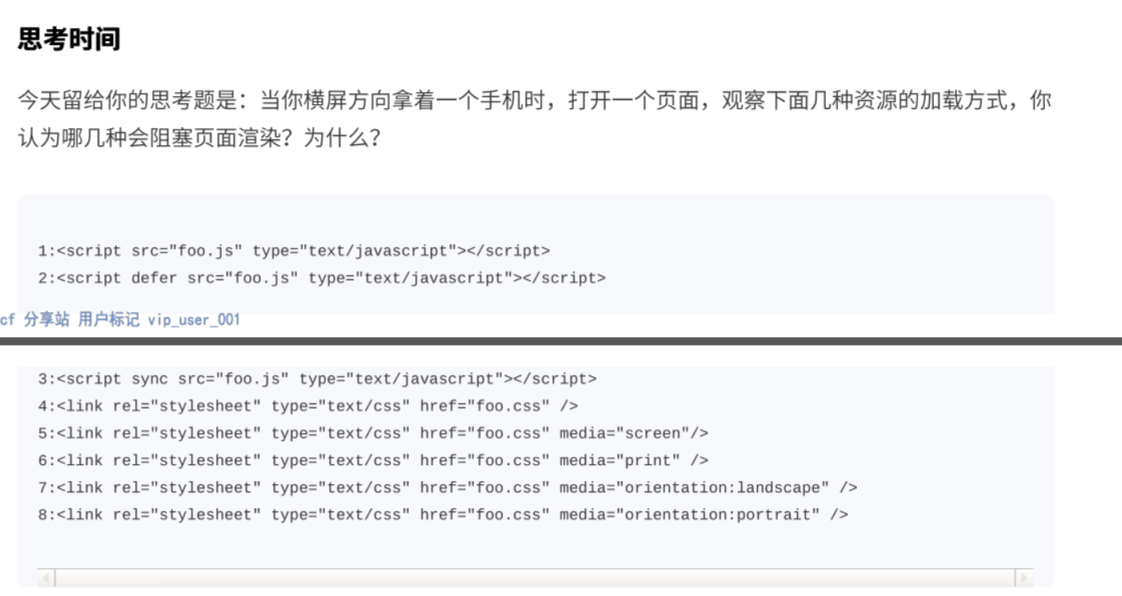 思考时间
今天留给你的思考题是：当你横屏方向拿着一个手机时，打开一个页面，观察下面几种资源的加载方式，你
认为哪几种会阻塞页面渲染？为什么？
1:<script src="foo.js" type="text/javascript"></script>
2:<script defer src="foo.js" type="text/javascript"></script>
cf 分享站 用户标记 vip_user_001
3:<script sync src="foo.js" type="text/javascript"></script>
4:<link rel="stylesheet" type="text/css" href="foo.css" />
5:<link rel="stylesheet" type="text/css" href="foo.css" media="screen"/>
6:<link rel="stylesheet" type="text/css" href="foo.css" media="print" />
7:<link rel="stylesheet" type="text/css" href="foo.css" media="orientation:landscape" />
8:<link rel="stylesheet" type="text/css" href="foo.css" media="orientation:portrait" />